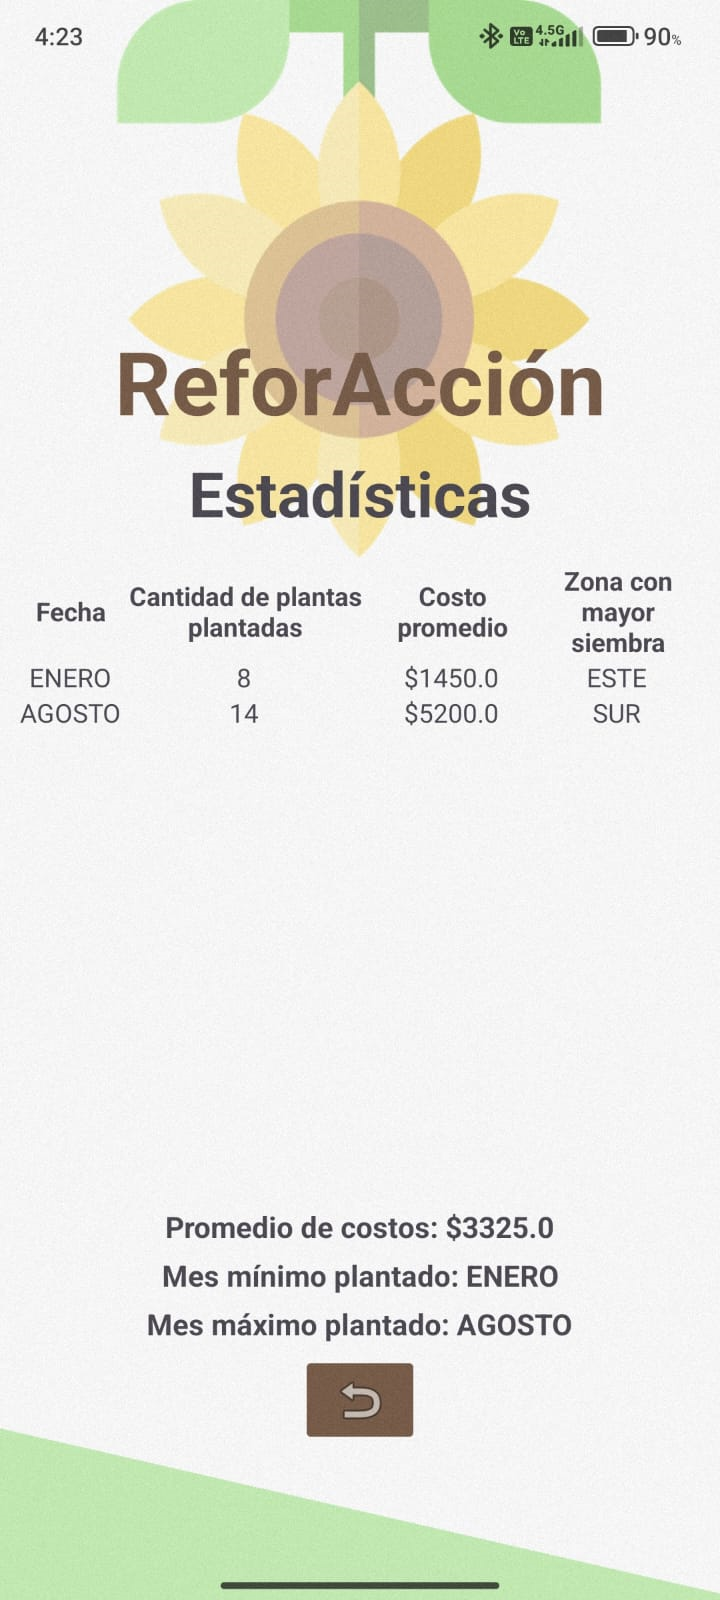 4:23
Vo LTE 4.5G 90%
ReforAcción
Estadísticas
Fecha Cantidad de plantas plantadas Costo promedio Zona con mayor siembra
ENERO 8 $1450.0 ESTE
AGOSTO 14 $5200.0 SUR
Promedio de costos: $3325.0
Mes mínimo plantado: ENERO
Mes máximo plantado: AGOSTO